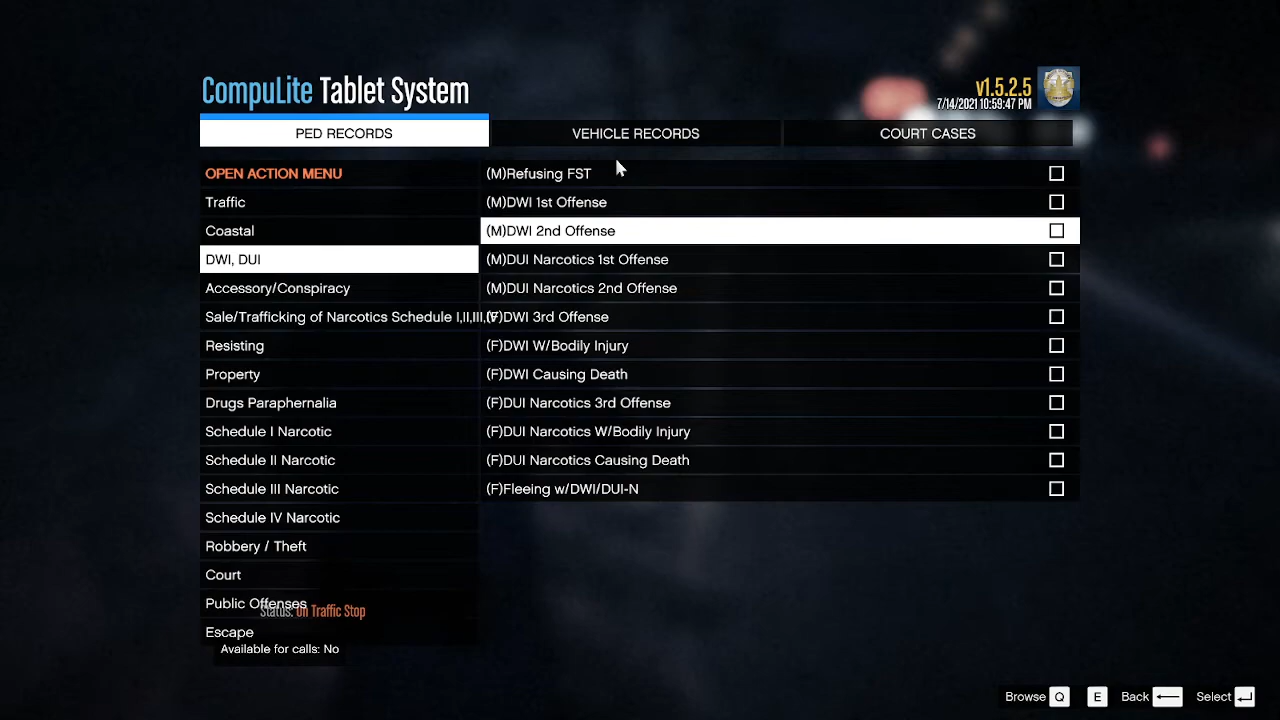 CompuLite Tablet System
v1.5.2.5
7/14/2021 10:59:47 PM
PED RECORDS
VEHICLE RECORDS
COURT CASES
OPEN ACTION MENU
Traffic
Coastal
DWI, DUI
Accessory/Conspiracy
Sale/Trafficking of Narcotics Schedule I,II,III,IV
Resisting
Property
Drugs Paraphernalia
Schedule I Narcotic
Schedule II Narcotic
Schedule III Narcotic
Schedule IV Narcotic
Robbery / Theft
Court
Public Offenses
Escape
(M)Refusing FST
(M)DWI 1st Offense
(M)DWI 2nd Offense
(M)DUI Narcotics 1st Offense
(M)DUI Narcotics 2nd Offense
(F)DWI 3rd Offense
(F)DWI W/Bodily Injury
(F)DWI Causing Death
(F)DUI Narcotics 3rd Offense
(F)DUI Narcotics W/Bodily Injury
(F)DUI Narcotics Causing Death
(F)Fleeing w/DWI/DUI-N
Status: On Traffic Stop
Available for calls: No
Browse Q E Back Select